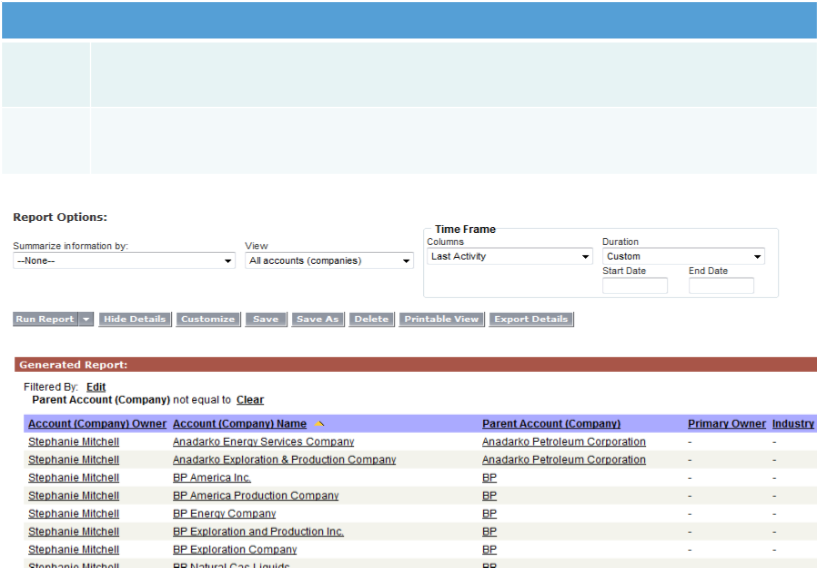 Report Options:
Time Frame
Summarize information by: View Columns Duration
--None-- All accounts (companies) Last Activity Custom
Start Date End Date
Run Report Hide Details Customize Save Save As Delete Printable View Export Details
Generated Report:
Filtered By: Edit
Parent Account (Company) not equal to Clear
Account (Company) Owner Account (Company) Name Parent Account (Company) Primary Owner Industry
Stephanie Mitchell Anadarko Energy Services Company Anadarko Petroleum Corporation - -
Stephanie Mitchell Anadarko Exploration & Production Company Anadarko Petroleum Corporation - -
Stephanie Mitchell BP America Inc. BP - -
Stephanie Mitchell BP America Production Company BP - -
Stephanie Mitchell BP Energy Company BP - -
Stephanie Mitchell BP Exploration and Production Inc. BP - -
Stephanie Mitchell BP Exploration Company BP - -
Stephanie Mitchell BP Natural Gas Liquids BP - -